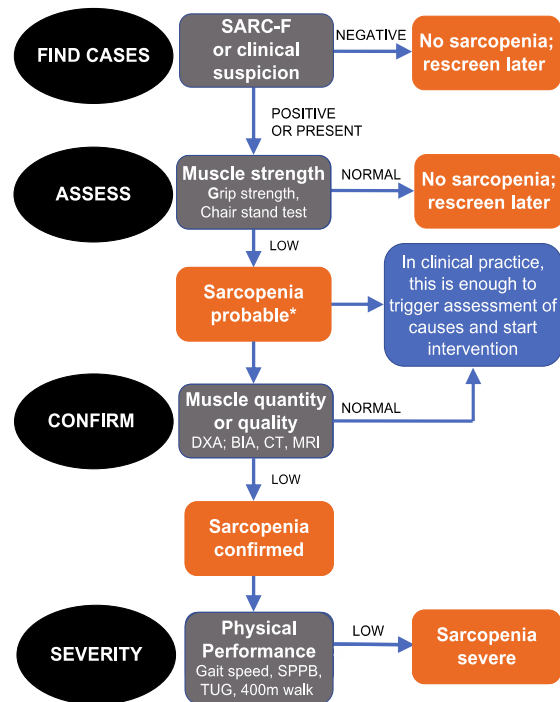 FIND CASES
SARC-F
or clinical
suspicion
NEGATIVE
No sarcopenia;
rescreen later
POSITIVE
OR PRESENT
ASSESS
Muscle strength
Grip strength,
Chair stand test
NORMAL
No sarcopenia;
rescreen later
LOW
Sarcopenia
probable*
In clinical practice,
this is enough to
trigger assessment of
causes and start
intervention
CONFIRM
Muscle quantity
or quality
DXA; BIA, CT, MRI
NORMAL
LOW
Sarcopenia
confirmed
SEVERITY
Physical
Performance
Gait speed, SPPB,
TUG, 400m walk
LOW
Sarcopenia
severe